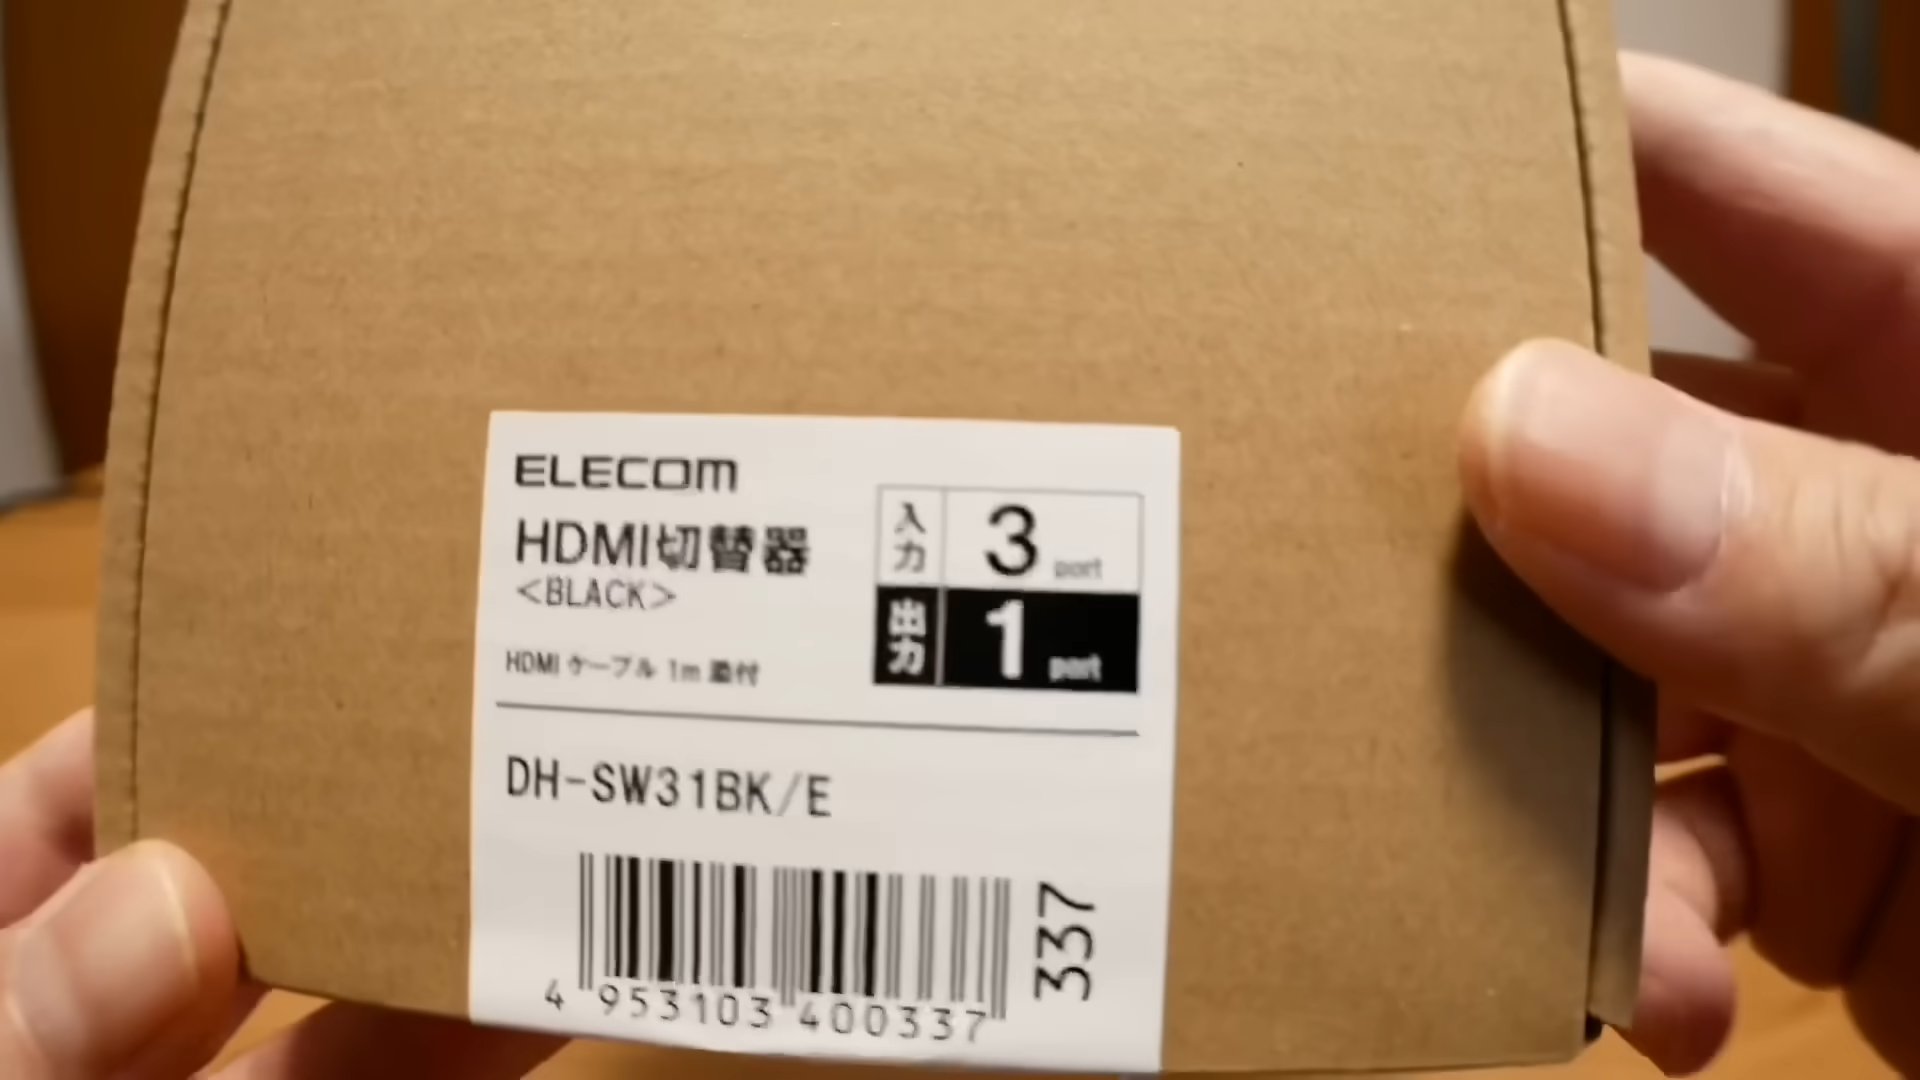 ELECOM
HDMI切替器
<BLACK>
HDMI ケーブル 1m 添付
入力 3 port
出力 1 port
DH-SW31BK/E
4 953103 400337
337